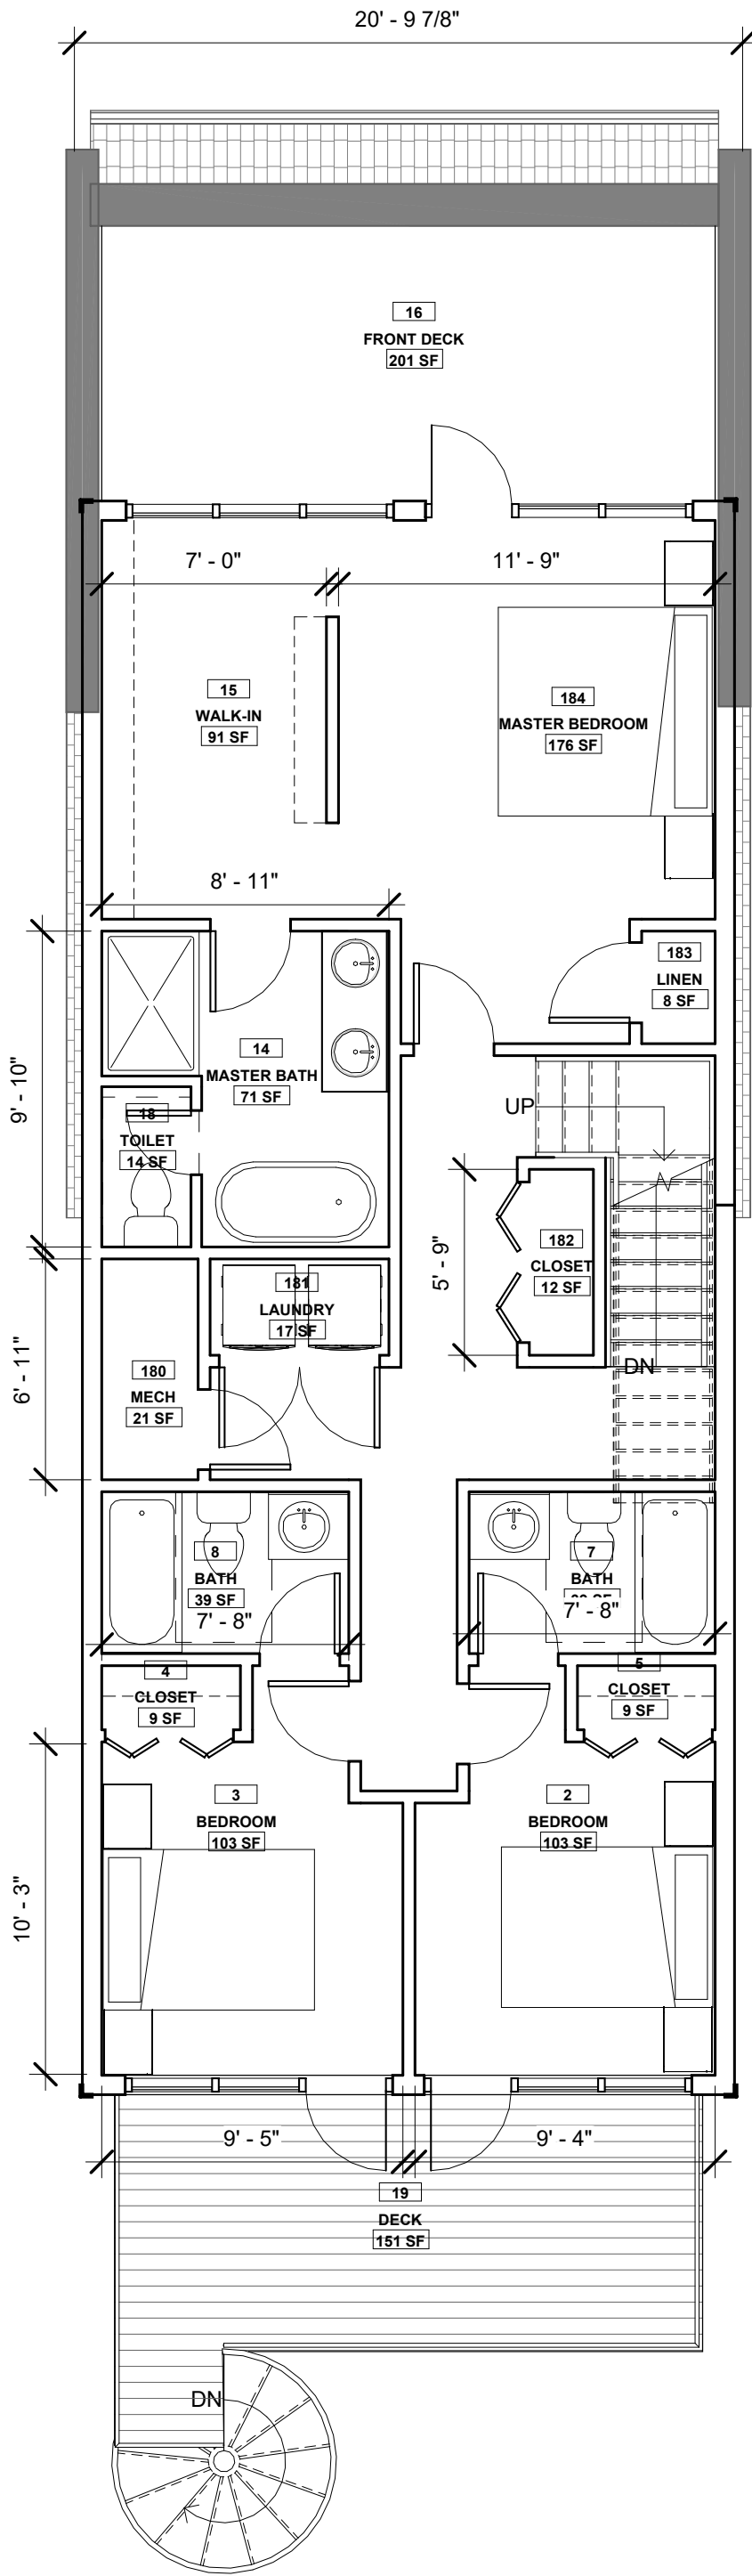 20' - 9 7/8"
16
FRONT DECK
201 SF
7' - 0"
11' - 9"
15
WALK-IN
91 SF
184
MASTER BEDROOM
176 SF
8' - 11"
183
LINEN
8 SF
14
MASTER BATH
71 SF
9' - 10"
18
TOILET
14 SF
UP
182
CLOSET
12 SF
5' - 9"
181
LAUNDRY
17 SF
DN
180
MECH
21 SF
6' - 11"
8
BATH
39 SF
7' - 8"
7
BATH
7' - 8"
4
CLOSET
9 SF
5
CLOSET
9 SF
3
BEDROOM
103 SF
2
BEDROOM
103 SF
10' - 3"
9' - 5"
9' - 4"
19
DECK
151 SF
DN